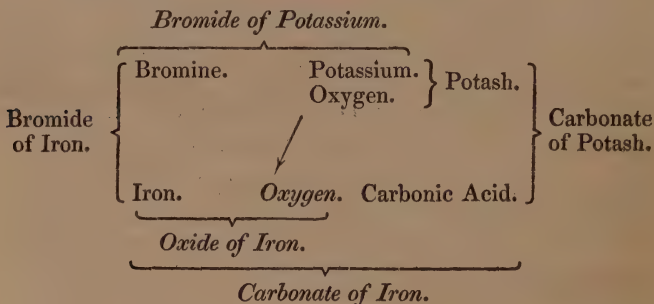 Bromide of Potassium.
Bromine. Potassium.
Oxygen. } Potash.
Bromide
of Iron.
Carbonate
of Potash.
Iron. Oxygen. Carbonic Acid.
Oxide of Iron.
Carbonate of Iron.